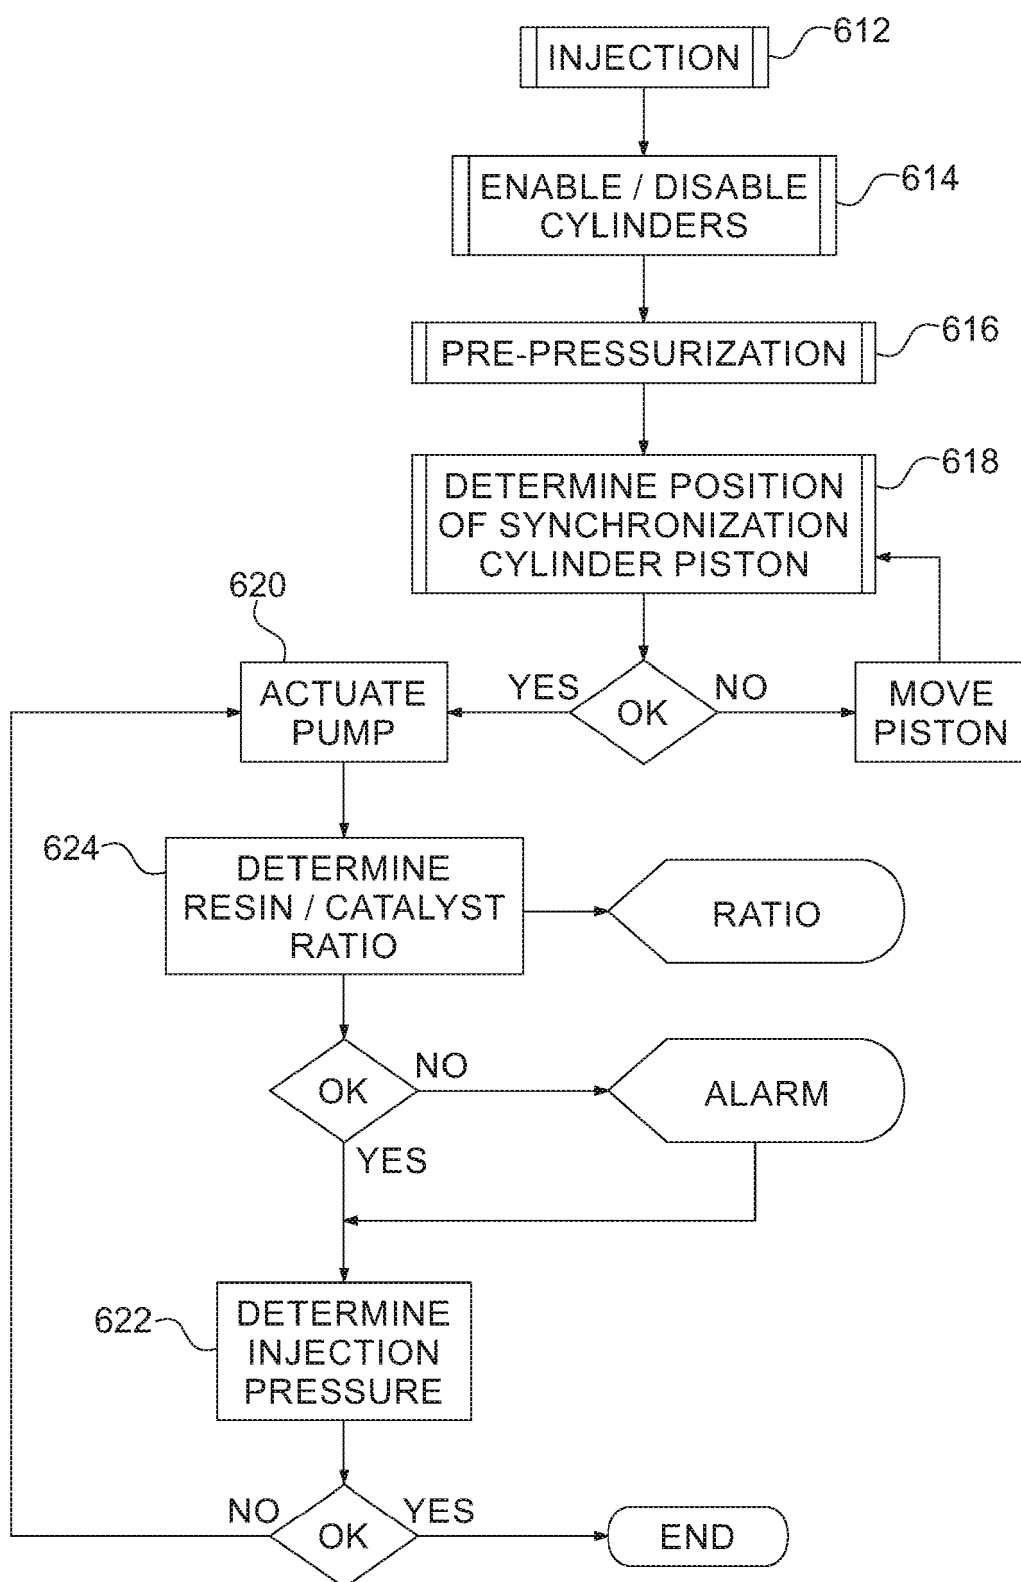 612
INJECTION
614
ENABLE / DISABLE
CYLINDERS
616
PRE-PRESSURIZATION
618
DETERMINE POSITION
OF SYNCHRONIZATION
CYLINDER PISTON
620
ACTUATE
PUMP
YES
OK
NO
MOVE
PISTON
624
DETERMINE
RESIN / CATALYST
RATIO
RATIO
OK
NO
YES
ALARM
622
DETERMINE
INJECTION
PRESSURE
NO
OK
YES
END